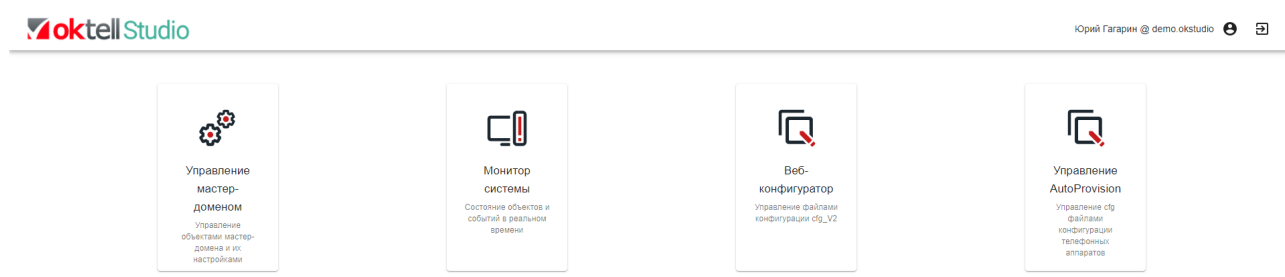 oktell Studio
Юрий Гагарин @ demo.okstudio
Управление
мастер-
доменом
Управление
объектами мастер-
домена и их
настройками
Монитор
системы
Состояние объектов и
событий в реальном
времени
Веб-
конфигуратор
Управление файлами
конфигурации cfg_V2
Управление
AutoProvision
Управление cfg
файлами
конфигурации
телефонных
аппаратов